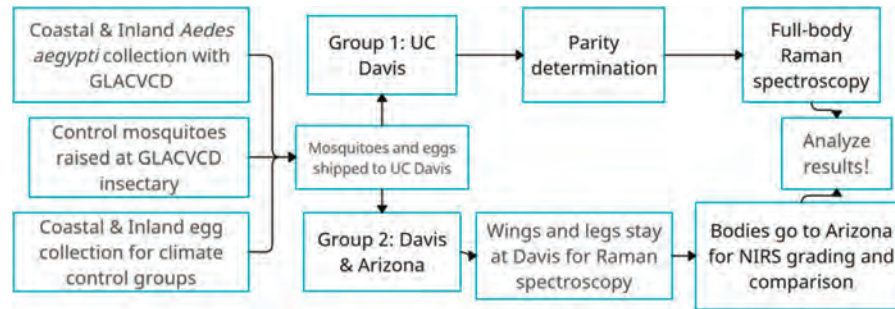 Coastal & Inland Aedes
aegypti collection with
GLACVCD
Control mosquitoes
raised at GLACVCD
insectary
Coastal & Inland egg
collection for climate
control groups
Mosquitoes and eggs
shipped to UC Davis
Group 1: UC
Davis
Parity
determination
Full-body
Raman
spectroscopy
Group 2: Davis
& Arizona
Wings and legs stay
at Davis for Raman
spectroscopy
Bodies go to Arizona
for NIRS grading and
comparison
Analyze
results!